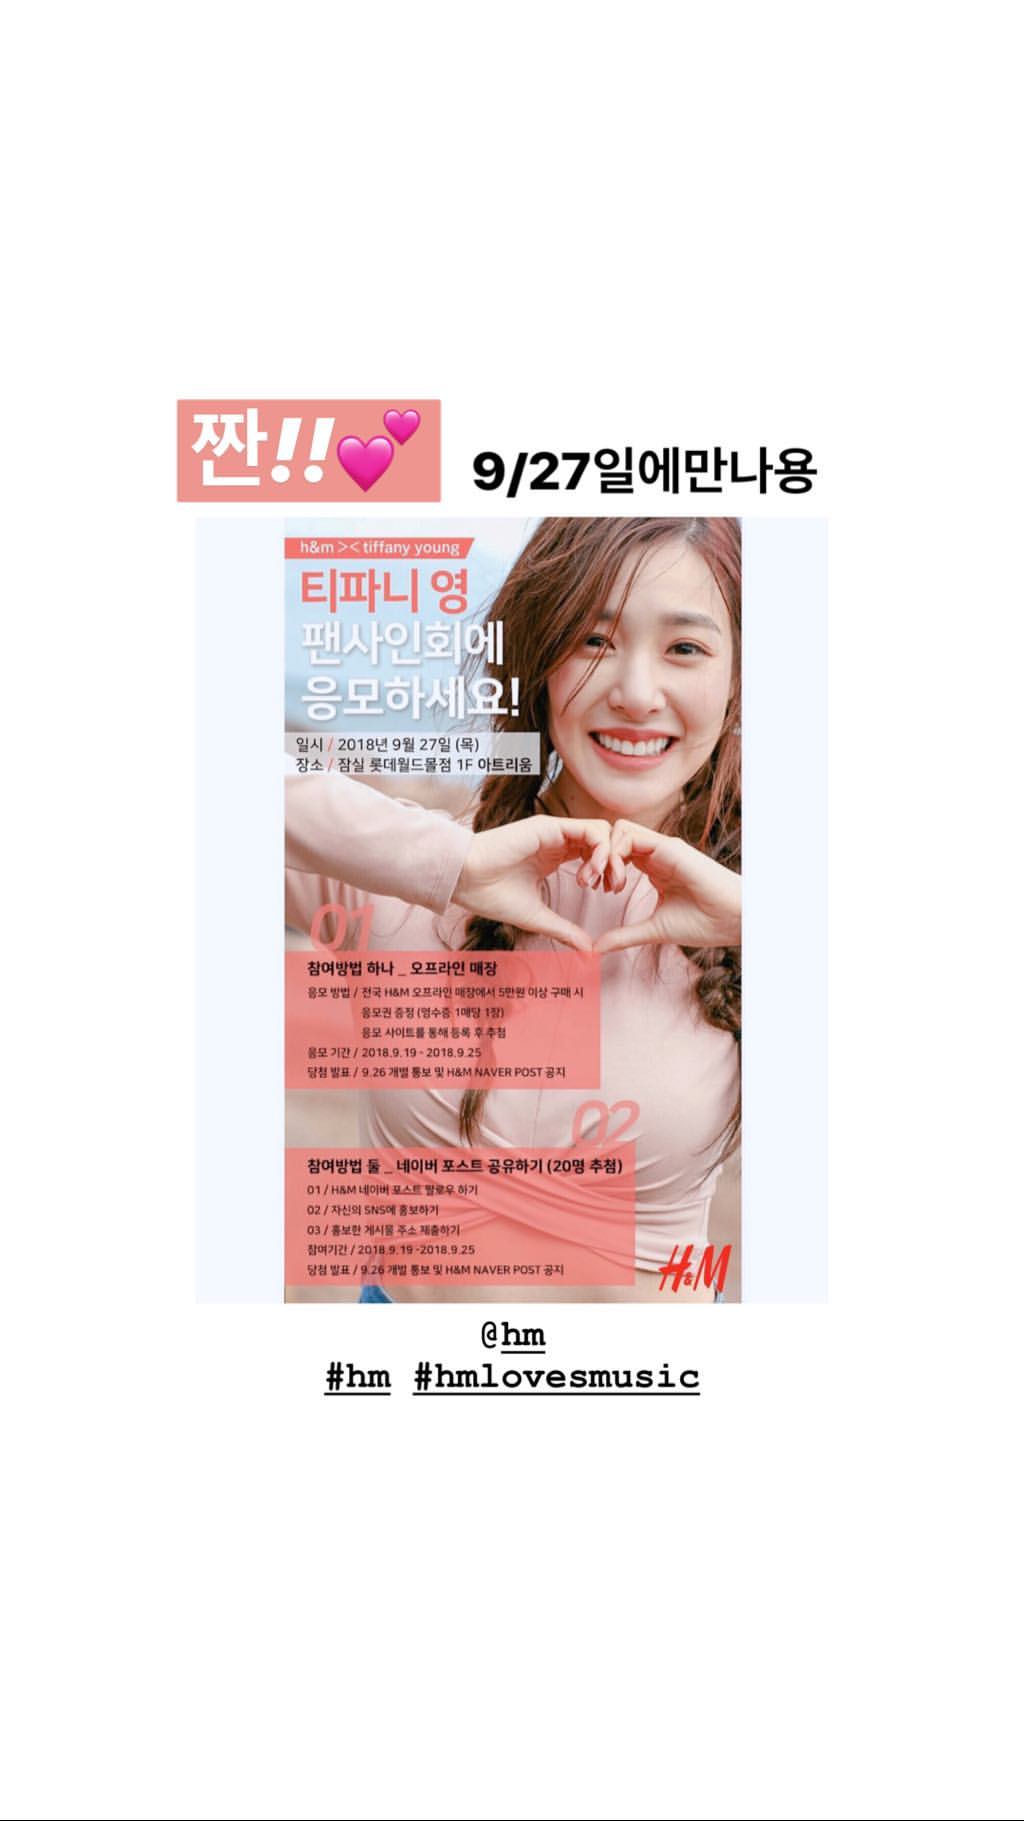 짠!!
9/27일에만나용
h&m >< tiffany young
티파니 영
팬사인회에
응모하세요!
일시 / 2018년 9월 27일 (목)
장소 / 잠실 롯데월드몰점 1F 아트리움
01
참여방법 하나 _ 오프라인 매장
응모 방법 / 전국 H&M 오프라인 매장에서 5만원 이상 구매 시
응모권 증정 (영수증 1매당 1장)
응모 사이트를 통해 등록 후 추첨
응모 기간 / 2018.9.19 - 2018.9.25
당첨 발표 / 9.26 개별 통보 및 H&M NAVER POST 공지
02
참여방법 둘 _ 네이버 포스트 공유하기 (20명 추첨)
01 / H&M 네이버 포스트 팔로우 하기
02 / 자신의 SNS에 홍보하기
03 / 홍보한 게시물 주소 제출하기
참여기간 / 2018.9.19 -2018.9.25
당첨 발표 / 9.26 개별 통보 및 H&M NAVER POST 공지
H&M
@hm
#hm #hmlovesmusic